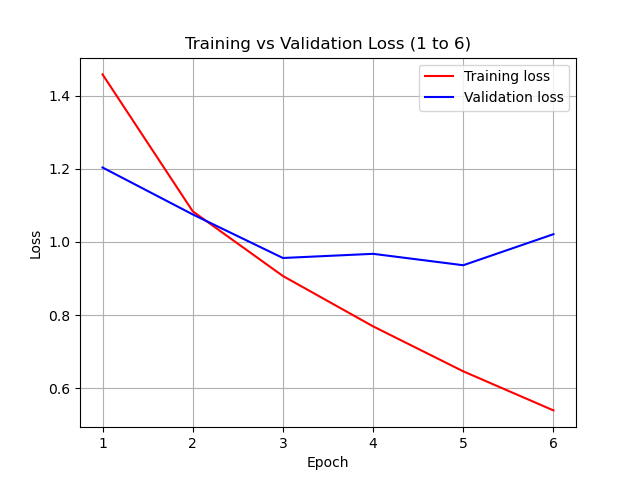 Training vs Validation Loss (1 to 6)
Training loss
Validation loss
Loss
1.4
1.2
1.0
0.8
0.6
1 2 3 4 5 6
Epoch